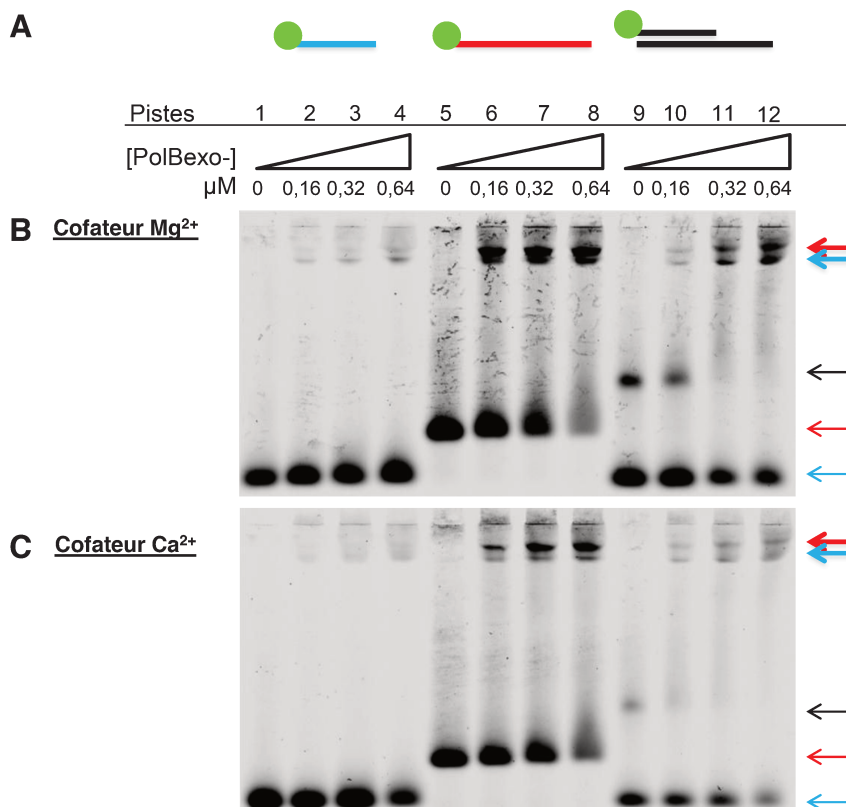 A
Pistes 1 2 3 4 5 6 7 8 9 10 11 12
[PolBexo-]
µM 0 0,16 0,32 0,64 0 0,16 0,32 0,64 0 0,16 0,32 0,64
B Cofateur Mg²⁺
C Cofateur Ca²⁺